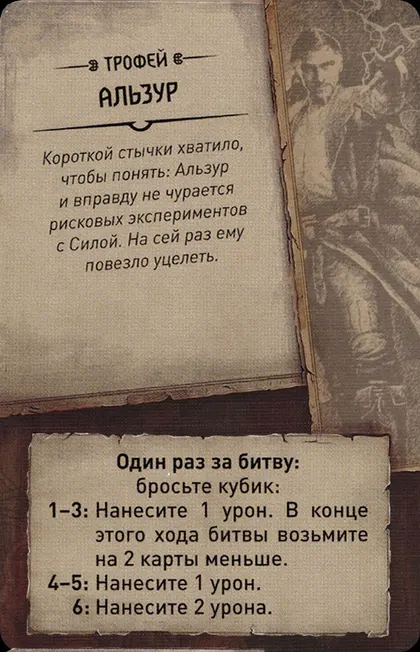 ТРОФЕЙ
АЛЬЗУР
Короткой стычки хватило,
чтобы понять: Альзур
и вправду не чурается
рисковых экспериментов
с Силой. На сей раз ему
повезло уцелеть.
Один раз за битву:
бросьте кубик:
1–3: Нанесите 1 урон. В конце
этого хода битвы возьмите
на 2 карты меньше.
4–5: Нанесите 1 урон.
6: Нанесите 2 урона.